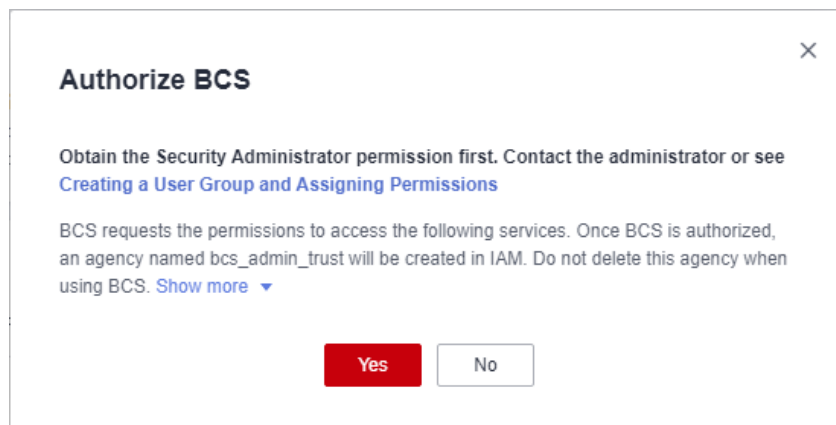 Authorize BCS
Obtain the Security Administrator permission first. Contact the administrator or see
Creating a User Group and Assigning Permissions
BCS requests the permissions to access the following services. Once BCS is authorized,
an agency named bcs_admin_trust will be created in IAM. Do not delete this agency when
using BCS. Show more
Yes No